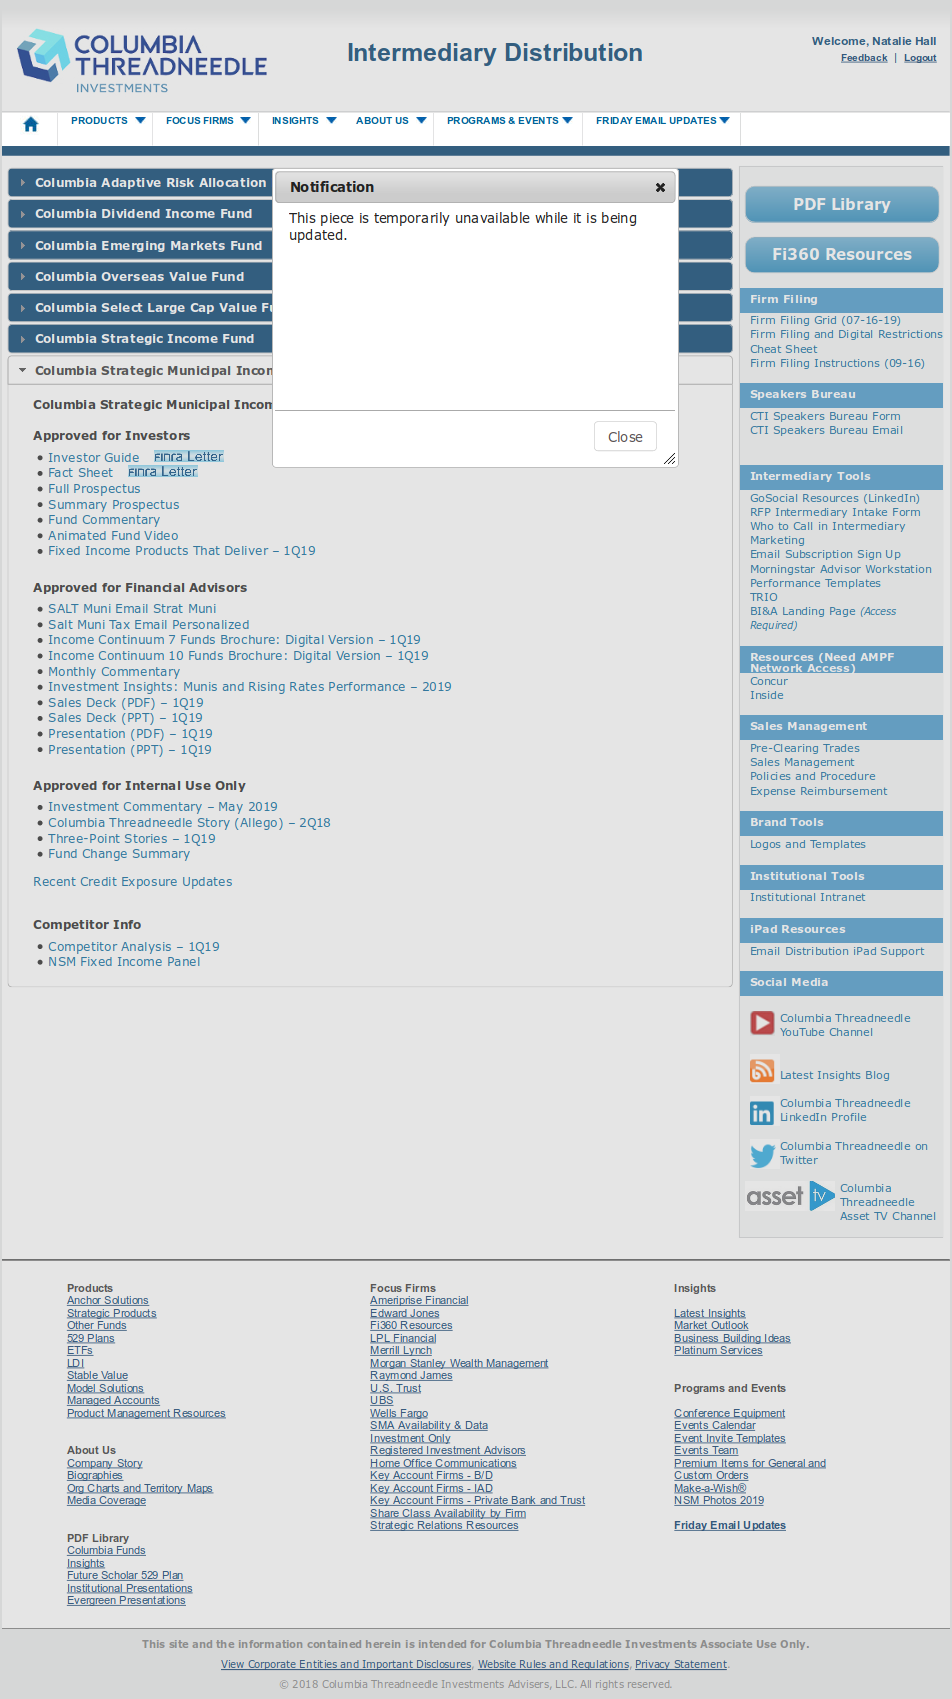 COLUMBIA
THREADNEEDLE
INVESTMENTS
Intermediary Distribution
Welcome, Natalie Hall
Feedback | Logout
PRODUCTS
FOCUS FIRMS
INSIGHTS
ABOUT US
PROGRAMS & EVENTS
FRIDAY EMAIL UPDATES
Columbia Adaptive Risk Allocation
Columbia Dividend Income Fund
Columbia Emerging Markets Fund
Columbia Overseas Value Fund
Columbia Select Large Cap Value
Columbia Strategic Income Fund
Columbia Strategic Municipal
Notification
This piece is temporarily unavailable while it is being
updated.
Close
Columbia Strategic Municipal
Approved for Investors
Investor Guide Finra Letter
Fact Sheet Finra Letter
Full Prospectus
Summary Prospectus
Fund Commentary
Animated Fund Video
Fixed Income Products That Deliver – 1Q19
Approved for Financial Advisors
SALT Muni Email Strat Muni
Salt Muni Tax Email Personalized
Income Continuum 7 Funds Brochure: Digital Version – 1Q19
Income Continuum 10 Funds Brochure: Digital Version – 1Q19
Monthly Commentary
Investment Insights: Munis and Rising Rates Performance – 2019
Sales Deck (PDF) – 1Q19
Sales Deck (PPT) – 1Q19
Presentation (PDF) – 1Q19
Presentation (PPT) – 1Q19
Approved for Internal Use Only
Investment Commentary – May 2019
Columbia Threadneedle Story (Allego) – 2Q18
Three-Point Stories – 1Q19
Fund Change Summary
Recent Credit Exposure Updates
Competitor Info
Competitor Analysis – 1Q19
NSM Fixed Income Panel
PDF Library
Fi360 Resources
Firm Filing
Firm Filing Grid (07-16-19)
Firm Filing and Digital Restrictions
Cheat Sheet
Firm Filing Instructions (09-16)
Speakers Bureau
CTI Speakers Bureau Form
CTI Speakers Bureau Email
Intermediary Tools
GoSocial Resources (LinkedIn)
RFP Intermediary Intake Form
Who to Call in Intermediary
Marketing
Email Subscription Sign Up
Morningstar Advisor Workstation
Performance Templates
TRIO
BI&A Landing Page (Access
Required)
Resources (Need AMPF
Network Access)
Concur
Inside
Sales Management
Pre-Clearing Trades
Sales Management
Policies and Procedure
Expense Reimbursement
Brand Tools
Logos and Templates
Institutional Tools
Institutional Intranet
iPad Resources
Email Distribution iPad Support
Social Media
Columbia Threadneedle
YouTube Channel
Latest Insights Blog
in
Columbia Threadneedle
LinkedIn Profile
Columbia Threadneedle on
Twitter
asset tv
Columbia
Threadneedle
Asset TV Channel
Products
Anchor Solutions
Strategic Products
Other Funds
529 Plans
ETFs
LDI
Stable Value
Model Solutions
Managed Accounts
Product Management Resources
About Us
Company Story
Biographies
Org Charts and Territory Maps
Media Coverage
PDF Library
Columbia Funds
Insights
Future Scholar 529 Plan
Institutional Presentations
Evergreen Presentations
Focus Firms
Ameriprise Financial
Edward Jones
Fi360 Resources
LPL Financial
Merrill Lynch
Morgan Stanley Wealth Management
Raymond James
U.S. Trust
UBS
Wells Fargo
SMA Availability & Data
Investment Only
Registered Investment Advisors
Home Office Communications
Key Account Firms - B/D
Key Account Firms - IAD
Key Account Firms - Private Bank and Trust
Share Class Availability by Firm
Strategic Relations Resources
Insights
Latest Insights
Market Outlook
Business Building Ideas
Platinum Services
Programs and Events
Conference Equipment
Events Calendar
Event Invite Templates
Events Team
Premium Items for General and
Custom Orders
Make-a-Wish®
NSM Photos 2019
Friday Email Updates
This site and the information contained herein is intended for Columbia Threadneedle Investments Associate Use Only.
View Corporate Entities and Important Disclosures, Website Rules and Regulations, Privacy Statement.
© 2018 Columbia Threadneedle Investments Advisers, LLC. All rights reserved.